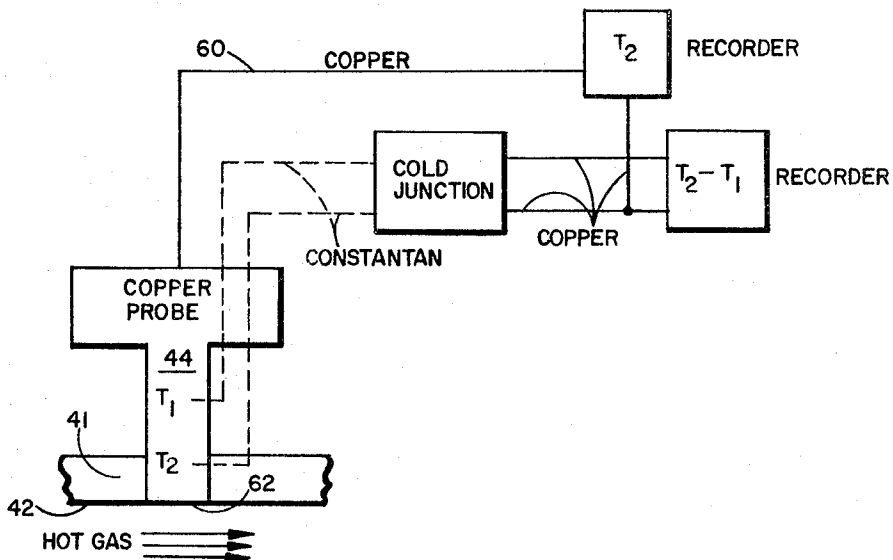 60
COPPER
T2
RECORDER
COLD
JUNCTION
T2 – T1
RECORDER
COPPER
CONSTANTAN
COPPER
PROBE
44
T1
41
T2
62
42
HOT GAS